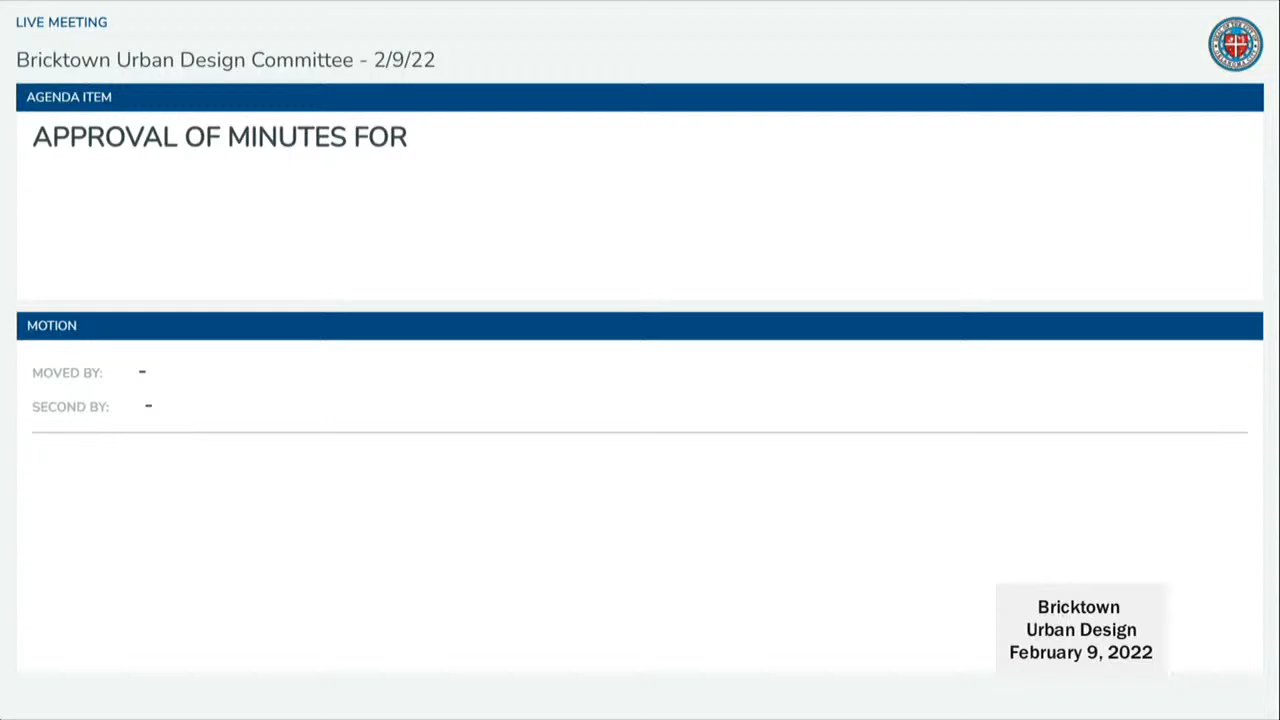 LIVE MEETING
Bricktown Urban Design Committee - 2/9/22
AGENDA ITEM
APPROVAL OF MINUTES FOR
MOTION
MOVED BY: -
SECOND BY: -
Bricktown
Urban Design
February 9, 2022